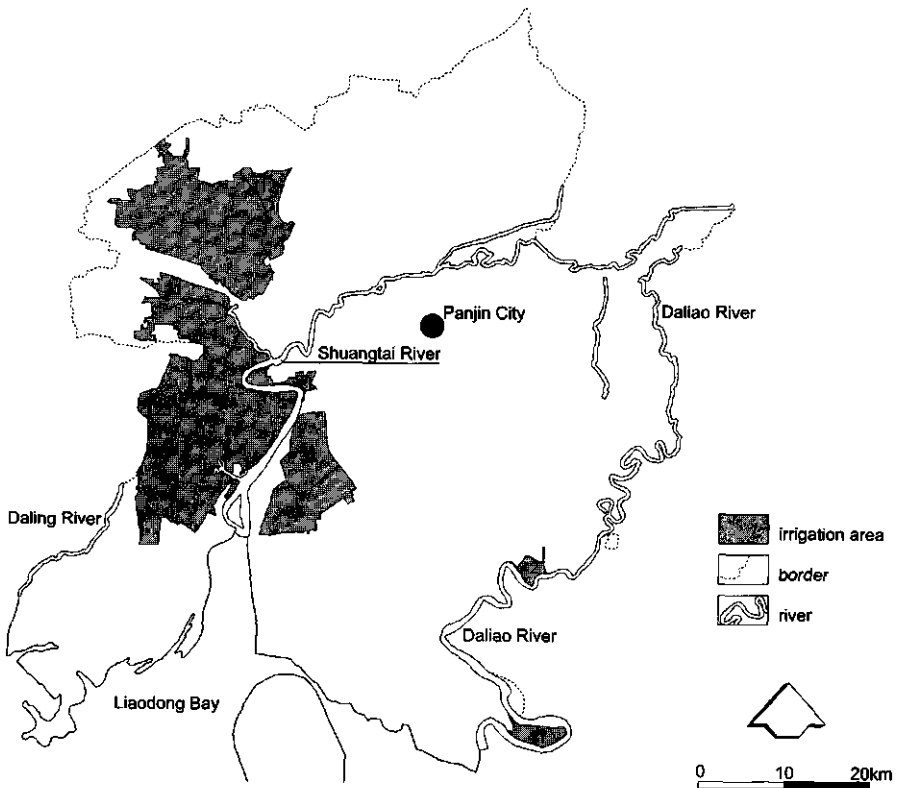 Panjin City
Daliao River
Shuangtai River
Daling River
irrigation area
border
river
Daliao River
Liaodong Bay
0 10 20km